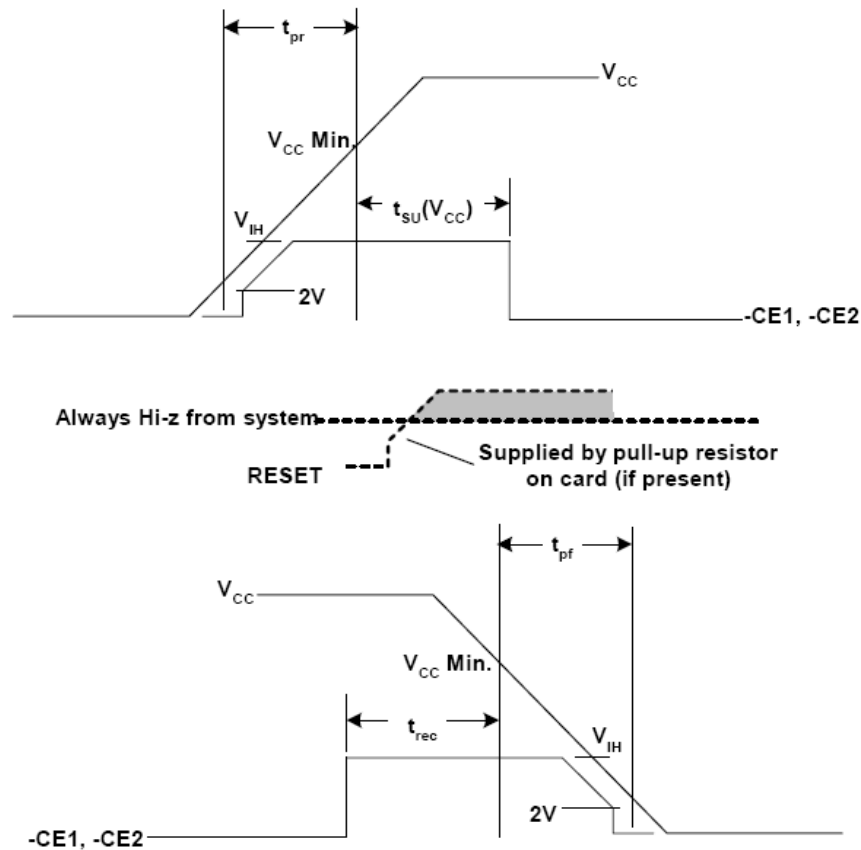 tpr
VCC
VCC Min.
tSU(VCC)
VIH
2V
-CE1, -CE2
Always Hi-z from system
Supplied by pull-up resistor
on card (if present)
RESET
tpf
VCC
VCC Min.
trec
VIH
2V
-CE1, -CE2